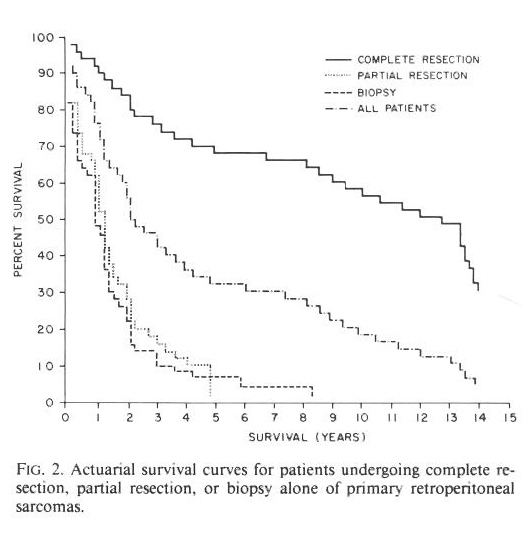 100
90
80
70
60
50
40
30
20
10
0
PERCENT SURVIVAL
COMPLETE RESECTION
PARTIAL RESECTION
BIOPSY
ALL PATIENTS
0 1 2 3 4 5 6 7 8 9 10 11 12 13 14 15
SURVIVAL (YEARS)
FIG. 2. Actuarial survival curves for patients undergoing complete re-
section, partial resection, or biopsy alone of primary retroperitoneal
sarcomas.